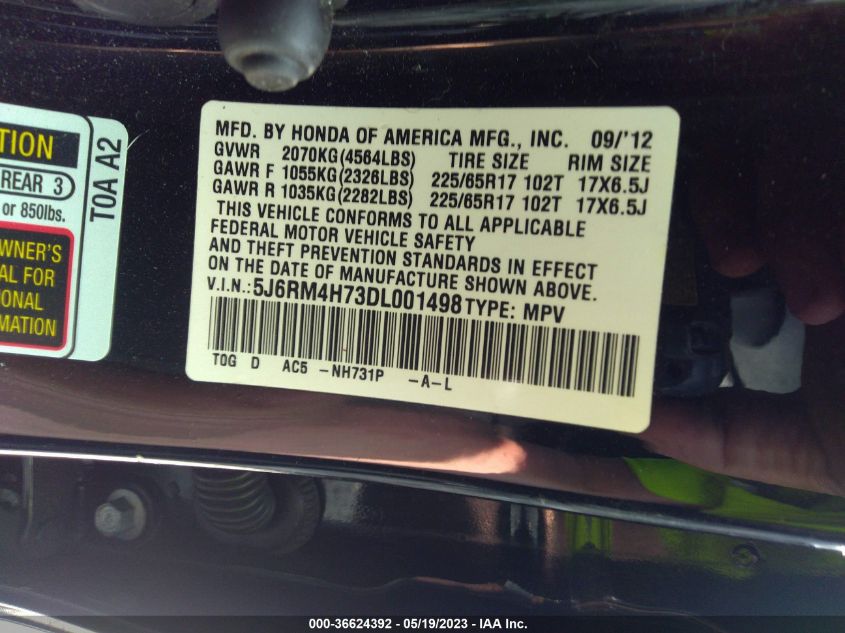 TION
REAR 3
or 850lbs.
WNER'S
AL FOR
IONAL
MATION
T0A A2
MFD. BY HONDA OF AMERICA MFG., INC. 09/'12
GVWR 2070KG(4564LBS) TIRE SIZE RIM SIZE
GAWR F 1055KG(2326LBS) 225/65R17 102T 17X6.5J
GAWR R 1035KG(2282LBS) 225/65R17 102T 17X6.5J
THIS VEHICLE CONFORMS TO ALL APPLICABLE
FEDERAL MOTOR VEHICLE SAFETY
AND THEFT PREVENTION STANDARDS IN EFFECT
ON THE DATE OF MANUFACTURE SHOWN ABOVE.
V.I.N.:5J6RM4H73DL001498 TYPE: MPV
T0G D AC5 -NH731P -A-L
000-36624392 - 05/19/2023 - IAA Inc.